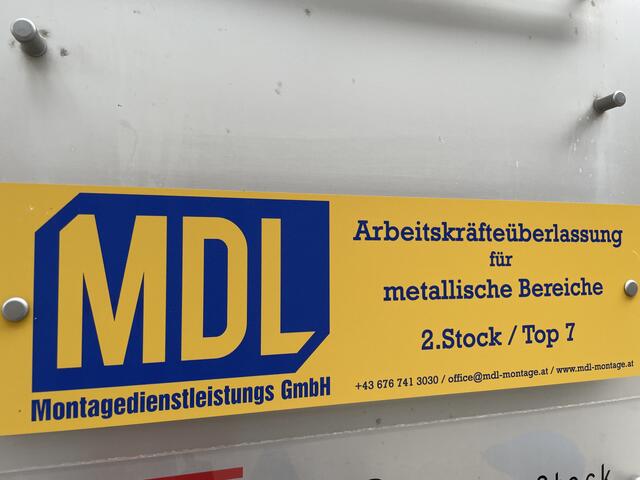 MDL
Montagedienstleistungs GmbH
Arbeitskräfteüberlassung
für
metallische Bereiche
2.Stock / Top 7
+43 676 741 3030 / office@mdl-montage.at / www.mdl-montage.at